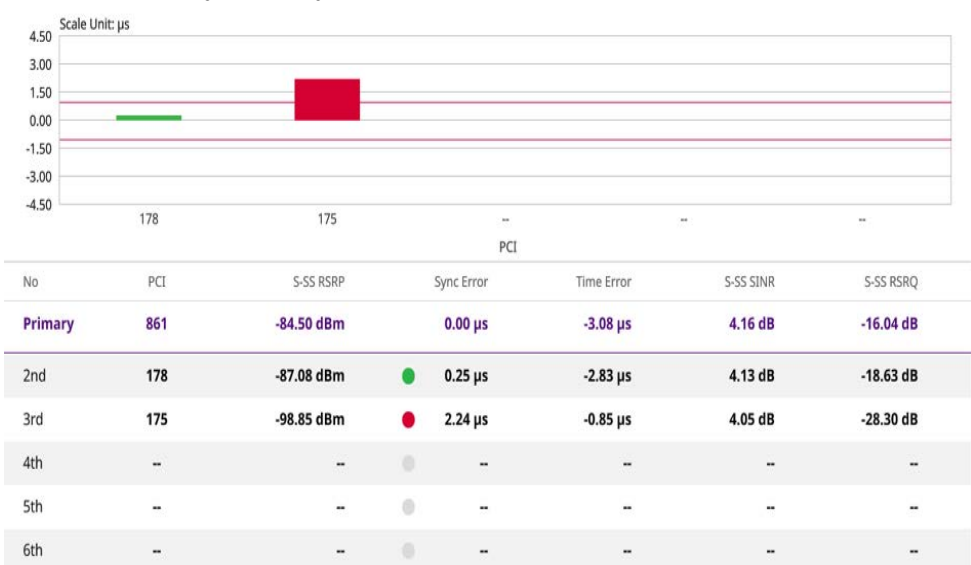 Scale Unit: µs
4.50
3.00
1.50
0.00
-1.50
-3.00
-4.50
178 175 -- -- --
PCI
No PCI S-SS RSRP Sync Error Time Error S-SS SINR S-SS RSRQ
Primary 861 -84.50 dBm 0.00 µs -3.08 µs 4.16 dB -16.04 dB
2nd 178 -87.08 dBm 0.25 µs -2.83 µs 4.13 dB -18.63 dB
3rd 175 -98.85 dBm 2.24 µs -0.85 µs 4.05 dB -28.30 dB
4th -- -- -- -- -- --
5th -- -- -- -- -- --
6th -- -- -- -- -- --